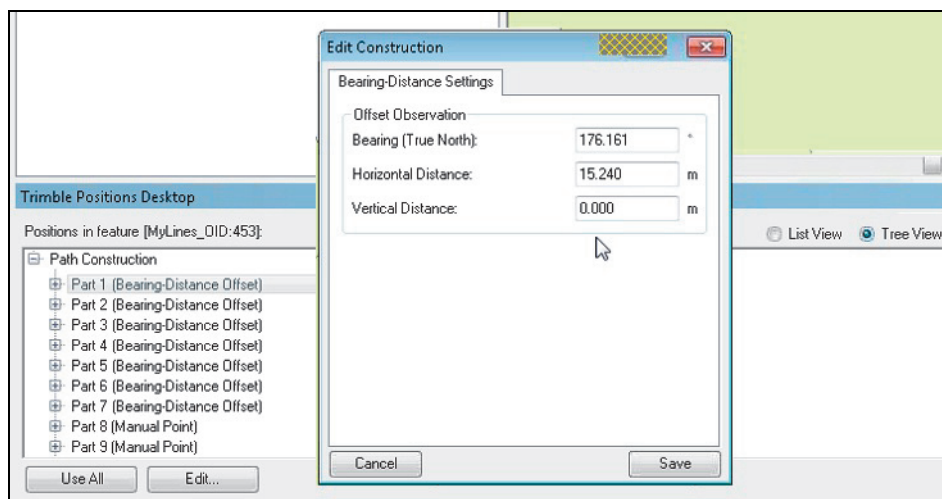 Edit Construction
Bearing-Distance Settings
Offset Observation
Bearing (True North): 176.161 °
Horizontal Distance: 15.240 m
Vertical Distance: 0.000 m
Cancel Save
Trimble Positions Desktop
Positions in feature [MyLines_OID:453]:
List View Tree View
Path Construction
Part 1 (Bearing-Distance Offset)
Part 2 (Bearing-Distance Offset)
Part 3 (Bearing-Distance Offset)
Part 4 (Bearing-Distance Offset)
Part 5 (Bearing-Distance Offset)
Part 6 (Bearing-Distance Offset)
Part 7 (Bearing-Distance Offset)
Part 8 (Manual Point)
Part 9 (Manual Point)
Use All Edit...